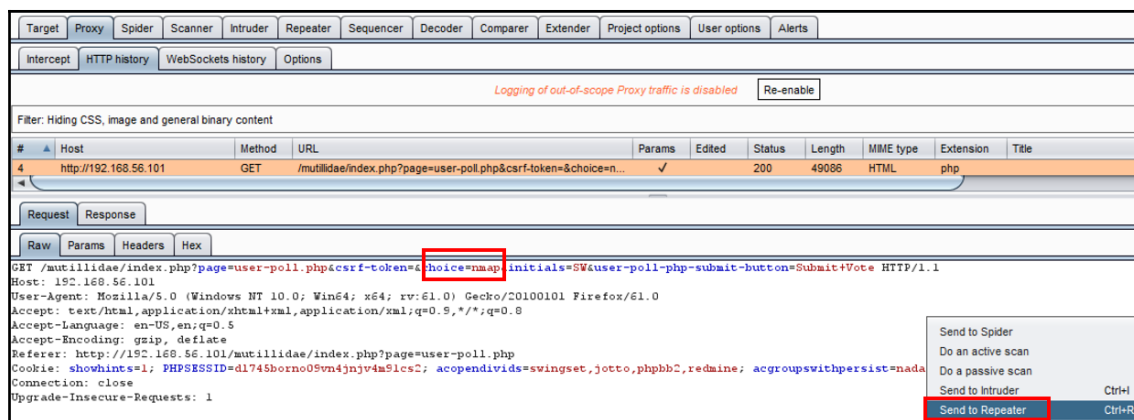 Target Proxy Spider Scanner Intruder Repeater Sequencer Decoder Comparer Extender Project options User options Alerts
Intercept HTTP history WebSockets history Options
Logging of out-of-scope Proxy traffic is disabled Re-enable
Filter: Hiding CSS, image and general binary content
# Host Method URL Params Edited Status Length MIME type Extension Title
4 http://192.168.56.101 GET /mutillidae/index.php?page=user-poll.php&csrf-token=&choice=n... ✓ 200 49086 HTML php
Request Response
Raw Params Headers Hex
GET /mutillidae/index.php?page=user-poll.php&csrf-token=&choice=nmap&initials=SW&user-poll-php-submit-button=Submit+Vote HTTP/1.1
Host: 192.168.56.101
User-Agent: Mozilla/5.0 (Windows NT 10.0; Win64; x64; rv:61.0) Gecko/20100101 Firefox/61.0
Accept: text/html,application/xhtml+xml,application/xml;q=0.9,*/*;q=0.8
Accept-Language: en-US,en;q=0.5
Accept-Encoding: gzip, deflate
Referer: http://192.168.56.101/mutillidae/index.php?page=user-poll.php
Cookie: showhints=1; PHPSESSID=dl745borno09vn4jnjv4m9lcs2; acopendivids=swingset,jotto,phpbb2,redmine; acgroupswithpersist=nada
Connection: close
Upgrade-Insecure-Requests: 1
Send to Spider
Do an active scan
Do a passive scan
Send to Intruder Ctrl+I
Send to Repeater Ctrl+R